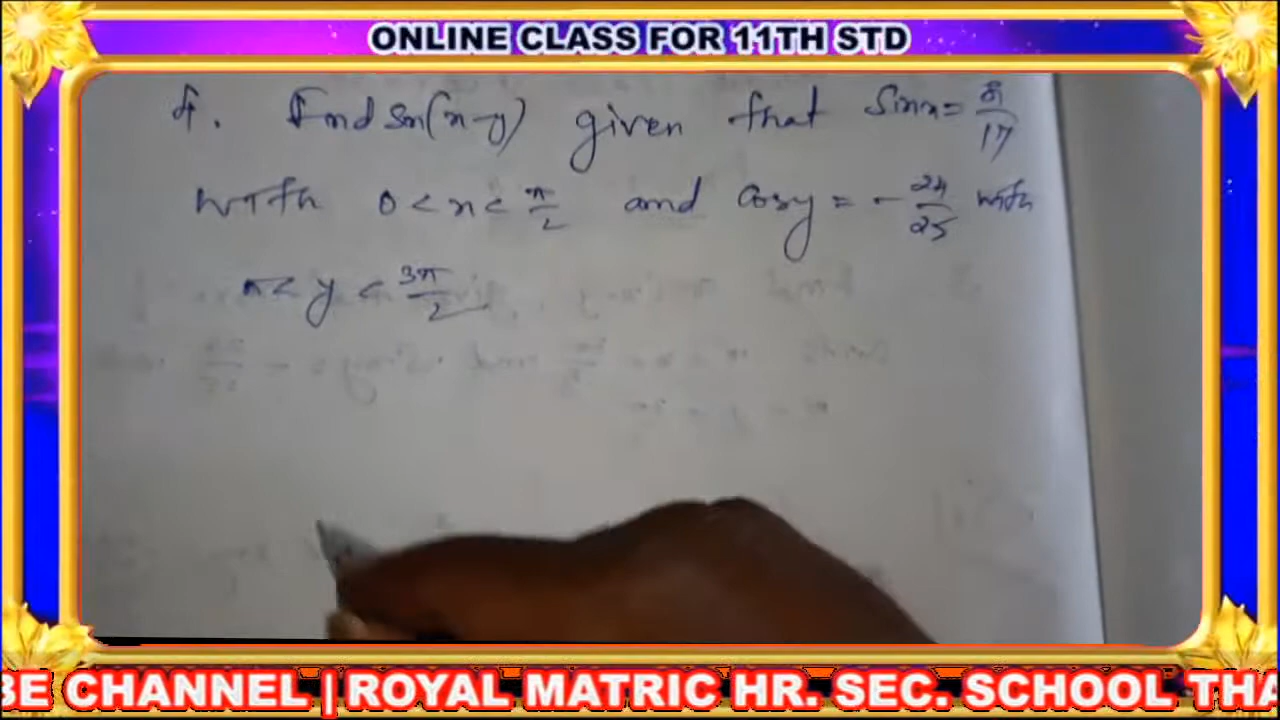 ONLINE CLASS FOR 11TH STD
4. Find Sin(x-y) given that Sinx = 8/17
with 0 < x < π/2 and Cosy = - 24/25 with
π < y < 3π/2
BE CHANNEL | ROYAL MATRIC HR. SEC. SCHOOL THA